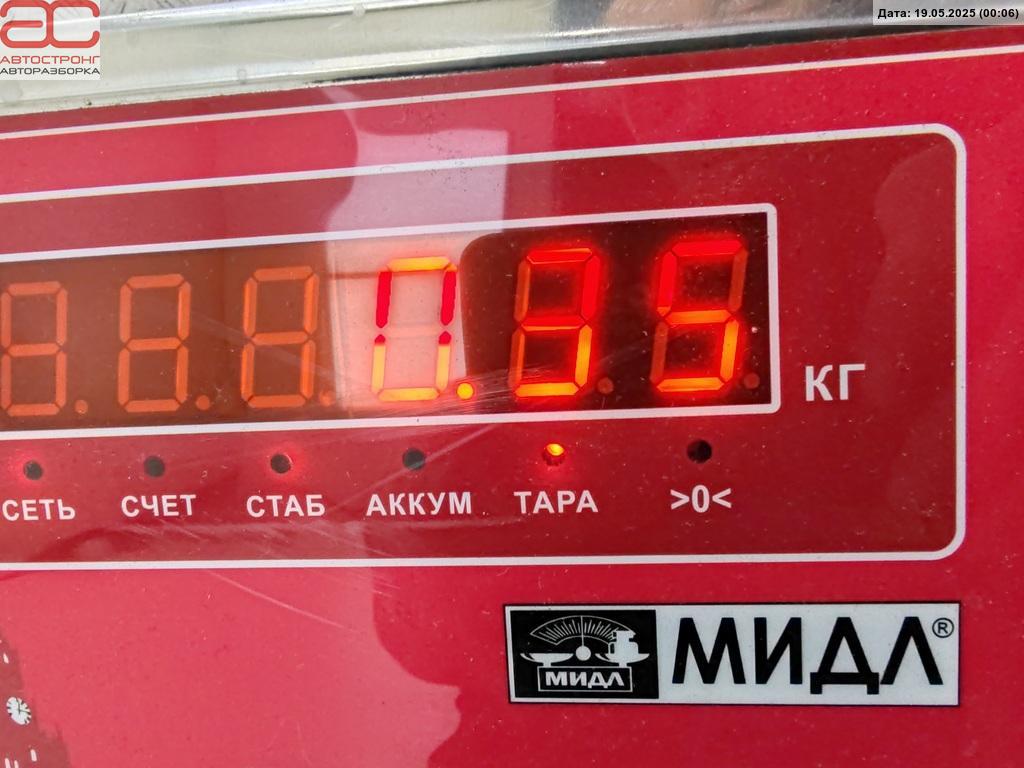 Дата: 19.05.2025 (00:06)
АС
АВТОСТРОНГ
АВТОРАЗБОРКА
0.35
КГ
СЕТЬ СЧЕТ СТАБ АККУМ ТАРА >0<
МИДЛ МИДЛ®